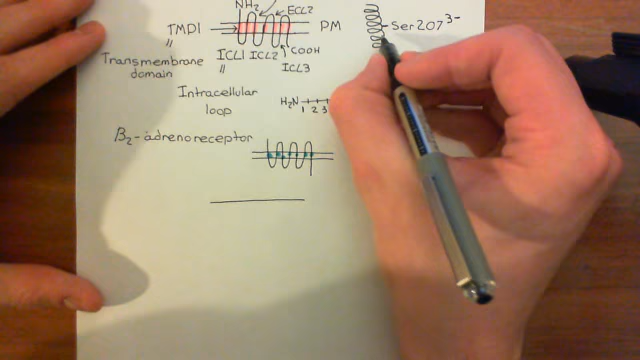 NH2
ECL2
TMD1
PM
"
Transmembrane
domain
ICL1 ICL2
COOH
"
ICL3
Intracellular
loop
H2N
1 2 3
β2-adrenoreceptor
Ser207 3-